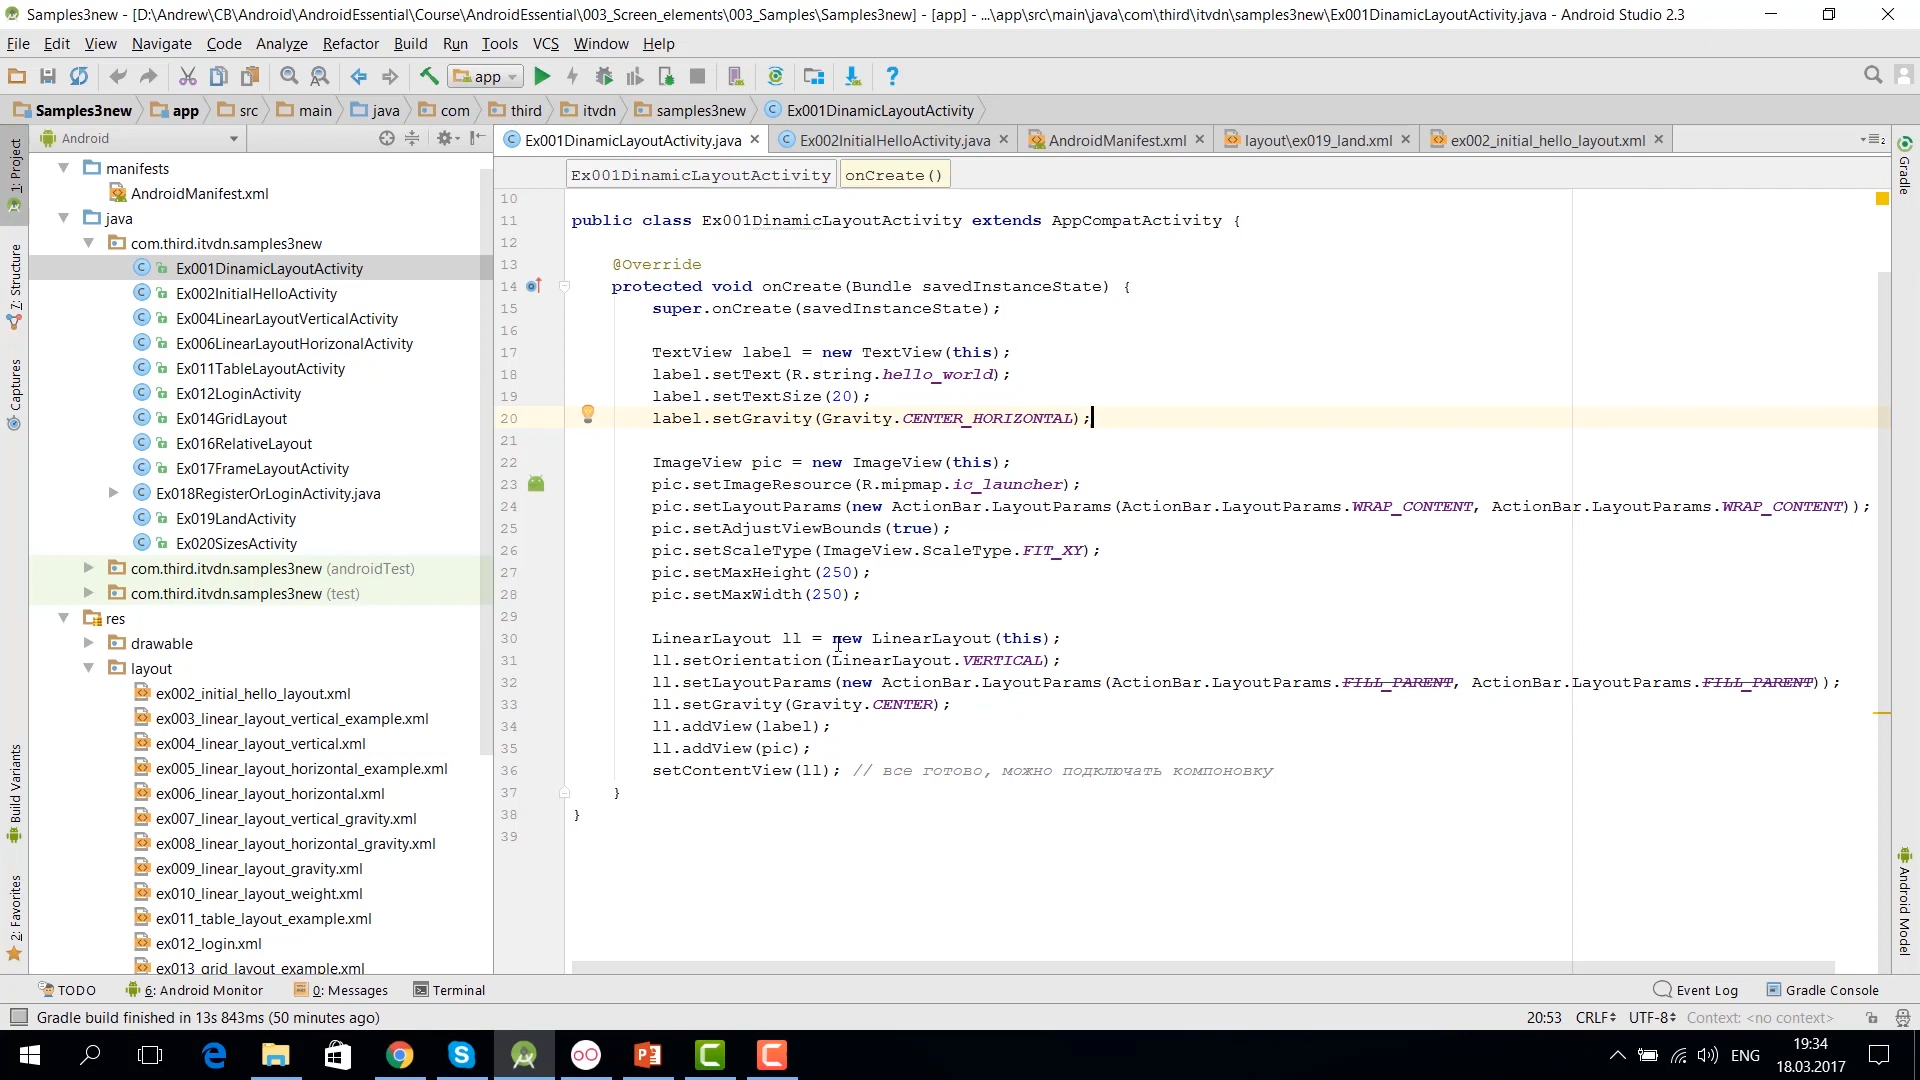 Samples3new - [D:\Andrew\CB\Android\AndroidEssential\Course\AndroidEssential\003_Screen_elements\003_Samples\Samples3new] - [app] - ...\app\src\main\java\com\third\itvdn\samples3new\Ex001DinamicLayoutActivity.java - Android Studio 2.3
File Edit View Navigate Code Analyze Refactor Build Run Tools VCS Window Help
app
Samples3new app src main java com third itvdn samples3new Ex001DinamicLayoutActivity
Android
Ex001DinamicLayoutActivity.java Ex002InitialHelloActivity.java AndroidManifest.xml layout\ex019_land.xml ex002_initial_hello_layout.xml
1: Project
7: Structure
Captures
Build Variants
2: Favorites
manifests
AndroidManifest.xml
java
com.third.itvdn.samples3new
Ex001DinamicLayoutActivity
Ex002InitialHelloActivity
Ex004LinearLayoutVerticalActivity
Ex006LinearLayoutHorizonalActivity
Ex011TableLayoutActivity
Ex012LoginActivity
Ex014GridLayout
Ex016RelativeLayout
Ex017FrameLayoutActivity
Ex018RegisterOrLoginActivity.java
Ex019LandActivity
Ex020SizesActivity
com.third.itvdn.samples3new (androidTest)
com.third.itvdn.samples3new (test)
res
drawable
layout
ex002_initial_hello_layout.xml
ex003_linear_layout_vertical_example.xml
ex004_linear_layout_vertical.xml
ex005_linear_layout_horizontal_example.xml
ex006_linear_layout_horizontal.xml
ex007_linear_layout_vertical_gravity.xml
ex008_linear_layout_horizontal_gravity.xml
ex009_linear_layout_gravity.xml
ex010_linear_layout_weight.xml
ex011_table_layout_example.xml
ex012_login.xml
ex013_grid_layout_example.xml
Ex001DinamicLayoutActivity onCreate()
10
11 public class Ex001DinamicLayoutActivity extends AppCompatActivity {
12
13 @Override
14 protected void onCreate(Bundle savedInstanceState) {
15 super.onCreate(savedInstanceState);
16
17 TextView label = new TextView(this);
18 label.setText(R.string.hello_world);
19 label.setTextSize(20);
20 label.setGravity(Gravity.CENTER_HORIZONTAL);
21
22 ImageView pic = new ImageView(this);
23 pic.setImageResource(R.mipmap.ic_launcher);
24 pic.setLayoutParams(new ActionBar.LayoutParams(ActionBar.LayoutParams.WRAP_CONTENT, ActionBar.LayoutParams.WRAP_CONTENT));
25 pic.setAdjustViewBounds(true);
26 pic.setScaleType(ImageView.ScaleType.FIT_XY);
27 pic.setMaxHeight(250);
28 pic.setMaxWidth(250);
29
30 LinearLayout ll = new LinearLayout(this);
31 ll.setOrientation(LinearLayout.VERTICAL);
32 ll.setLayoutParams(new ActionBar.LayoutParams(ActionBar.LayoutParams.FILL_PARENT, ActionBar.LayoutParams.FILL_PARENT));
33 ll.setGravity(Gravity.CENTER);
34 ll.addView(label);
35 ll.addView(pic);
36 setContentView(ll); // все готово, можно подключать компоновку
37 }
38 }
39
Gradle
Android Model
TODO 6: Android Monitor 0: Messages Terminal Event Log Gradle Console
Gradle build finished in 13s 843ms (50 minutes ago) 20:53 CRLF UTF-8 Context: <no context>
ENG
19:34
18.03.2017